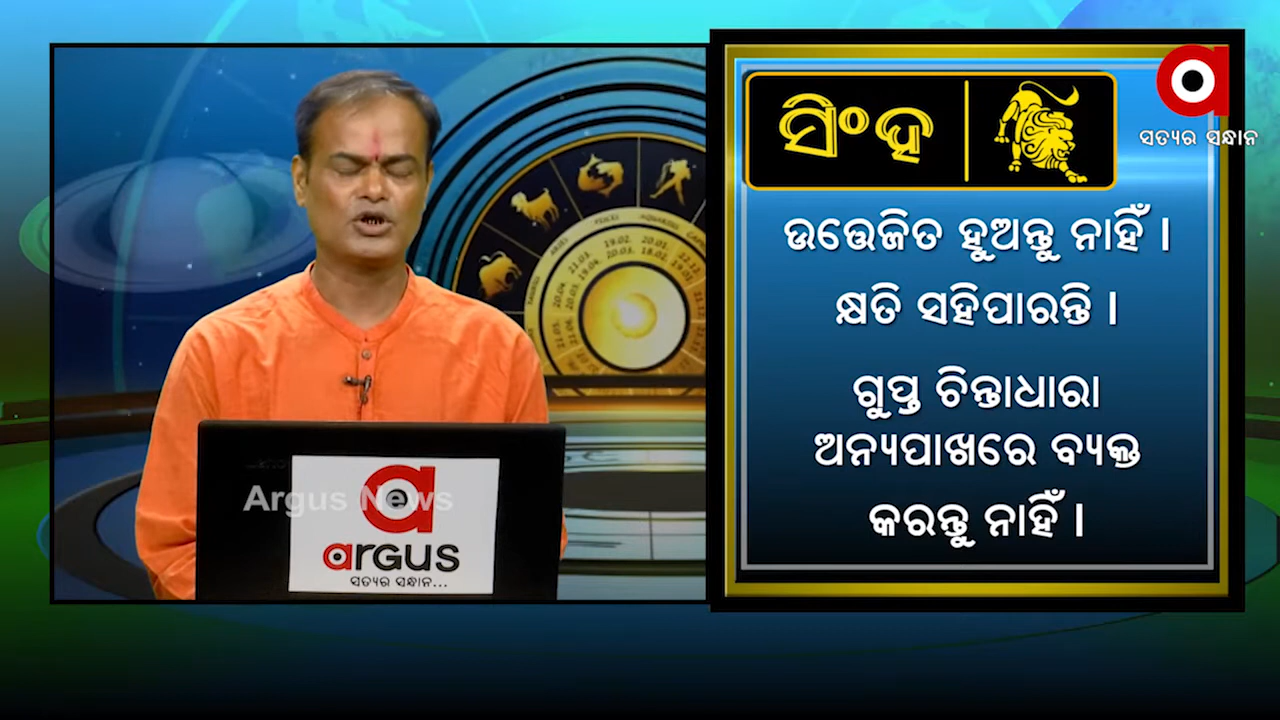 ସିଂହ
ସତ୍ୟର ସନ୍ଧାନ
ଉତ୍ତେଜିତ ହୁଅନ୍ତୁ ନାହିଁ ।
କ୍ଷତି ସହିପାରନ୍ତି ।
ଗୁପ୍ତ ଚିନ୍ତାଧାରା
ଅନ୍ୟପାଖରେ ବ୍ୟକ୍ତ
କରନ୍ତୁ ନାହିଁ ।
Argus News
argus
ସତ୍ୟର ସନ୍ଧାନ...